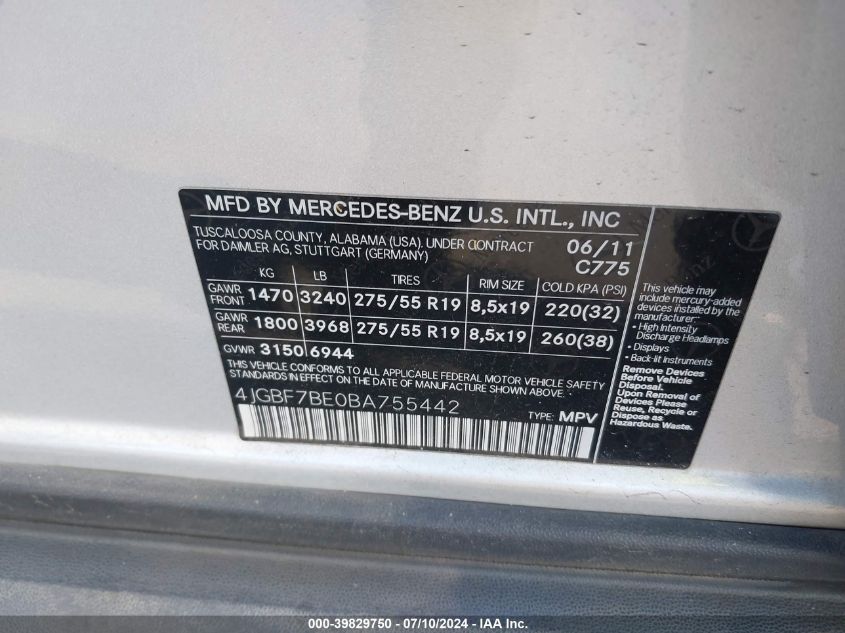 MFD BY MERCEDES-BENZ U.S. INTL., INC
TUSCALOOSA COUNTY, ALABAMA (USA). UNDER CONTRACT
FOR DAIMLER AG, STUTTGART (GERMANY)
06/11
C775
KG LB TIRES RIM SIZE COLD KPA (PSI)
GAWR FRONT 1470 3240 275/55 R19 8,5x19 220(32)
GAWR REAR 1800 3968 275/55 R19 8,5x19 260(38)
GVWR 3150 6944
THIS VEHICLE CONFORMS TO ALL APPLICABLE FEDERAL MOTOR VEHICLE SAFETY
STANDARDS IN EFFECT ON THE DATE OF MANUFACTURE SHOWN ABOVE.
4JGBF7BE0BA755442
TYPE: MPV
This vehicle may
include mercury-added
devices installed by the
manufacturer:
• High Intensity
Discharge Headlamps
• Displays
• Back-lit Instruments
Remove Devices
Before Vehicle
Disposal.
Upon Removal of
Devices Please
Reuse, Recycle or
Dispose as
Hazardous Waste.
000-39829750 - 07/10/2024 - IAAI.com